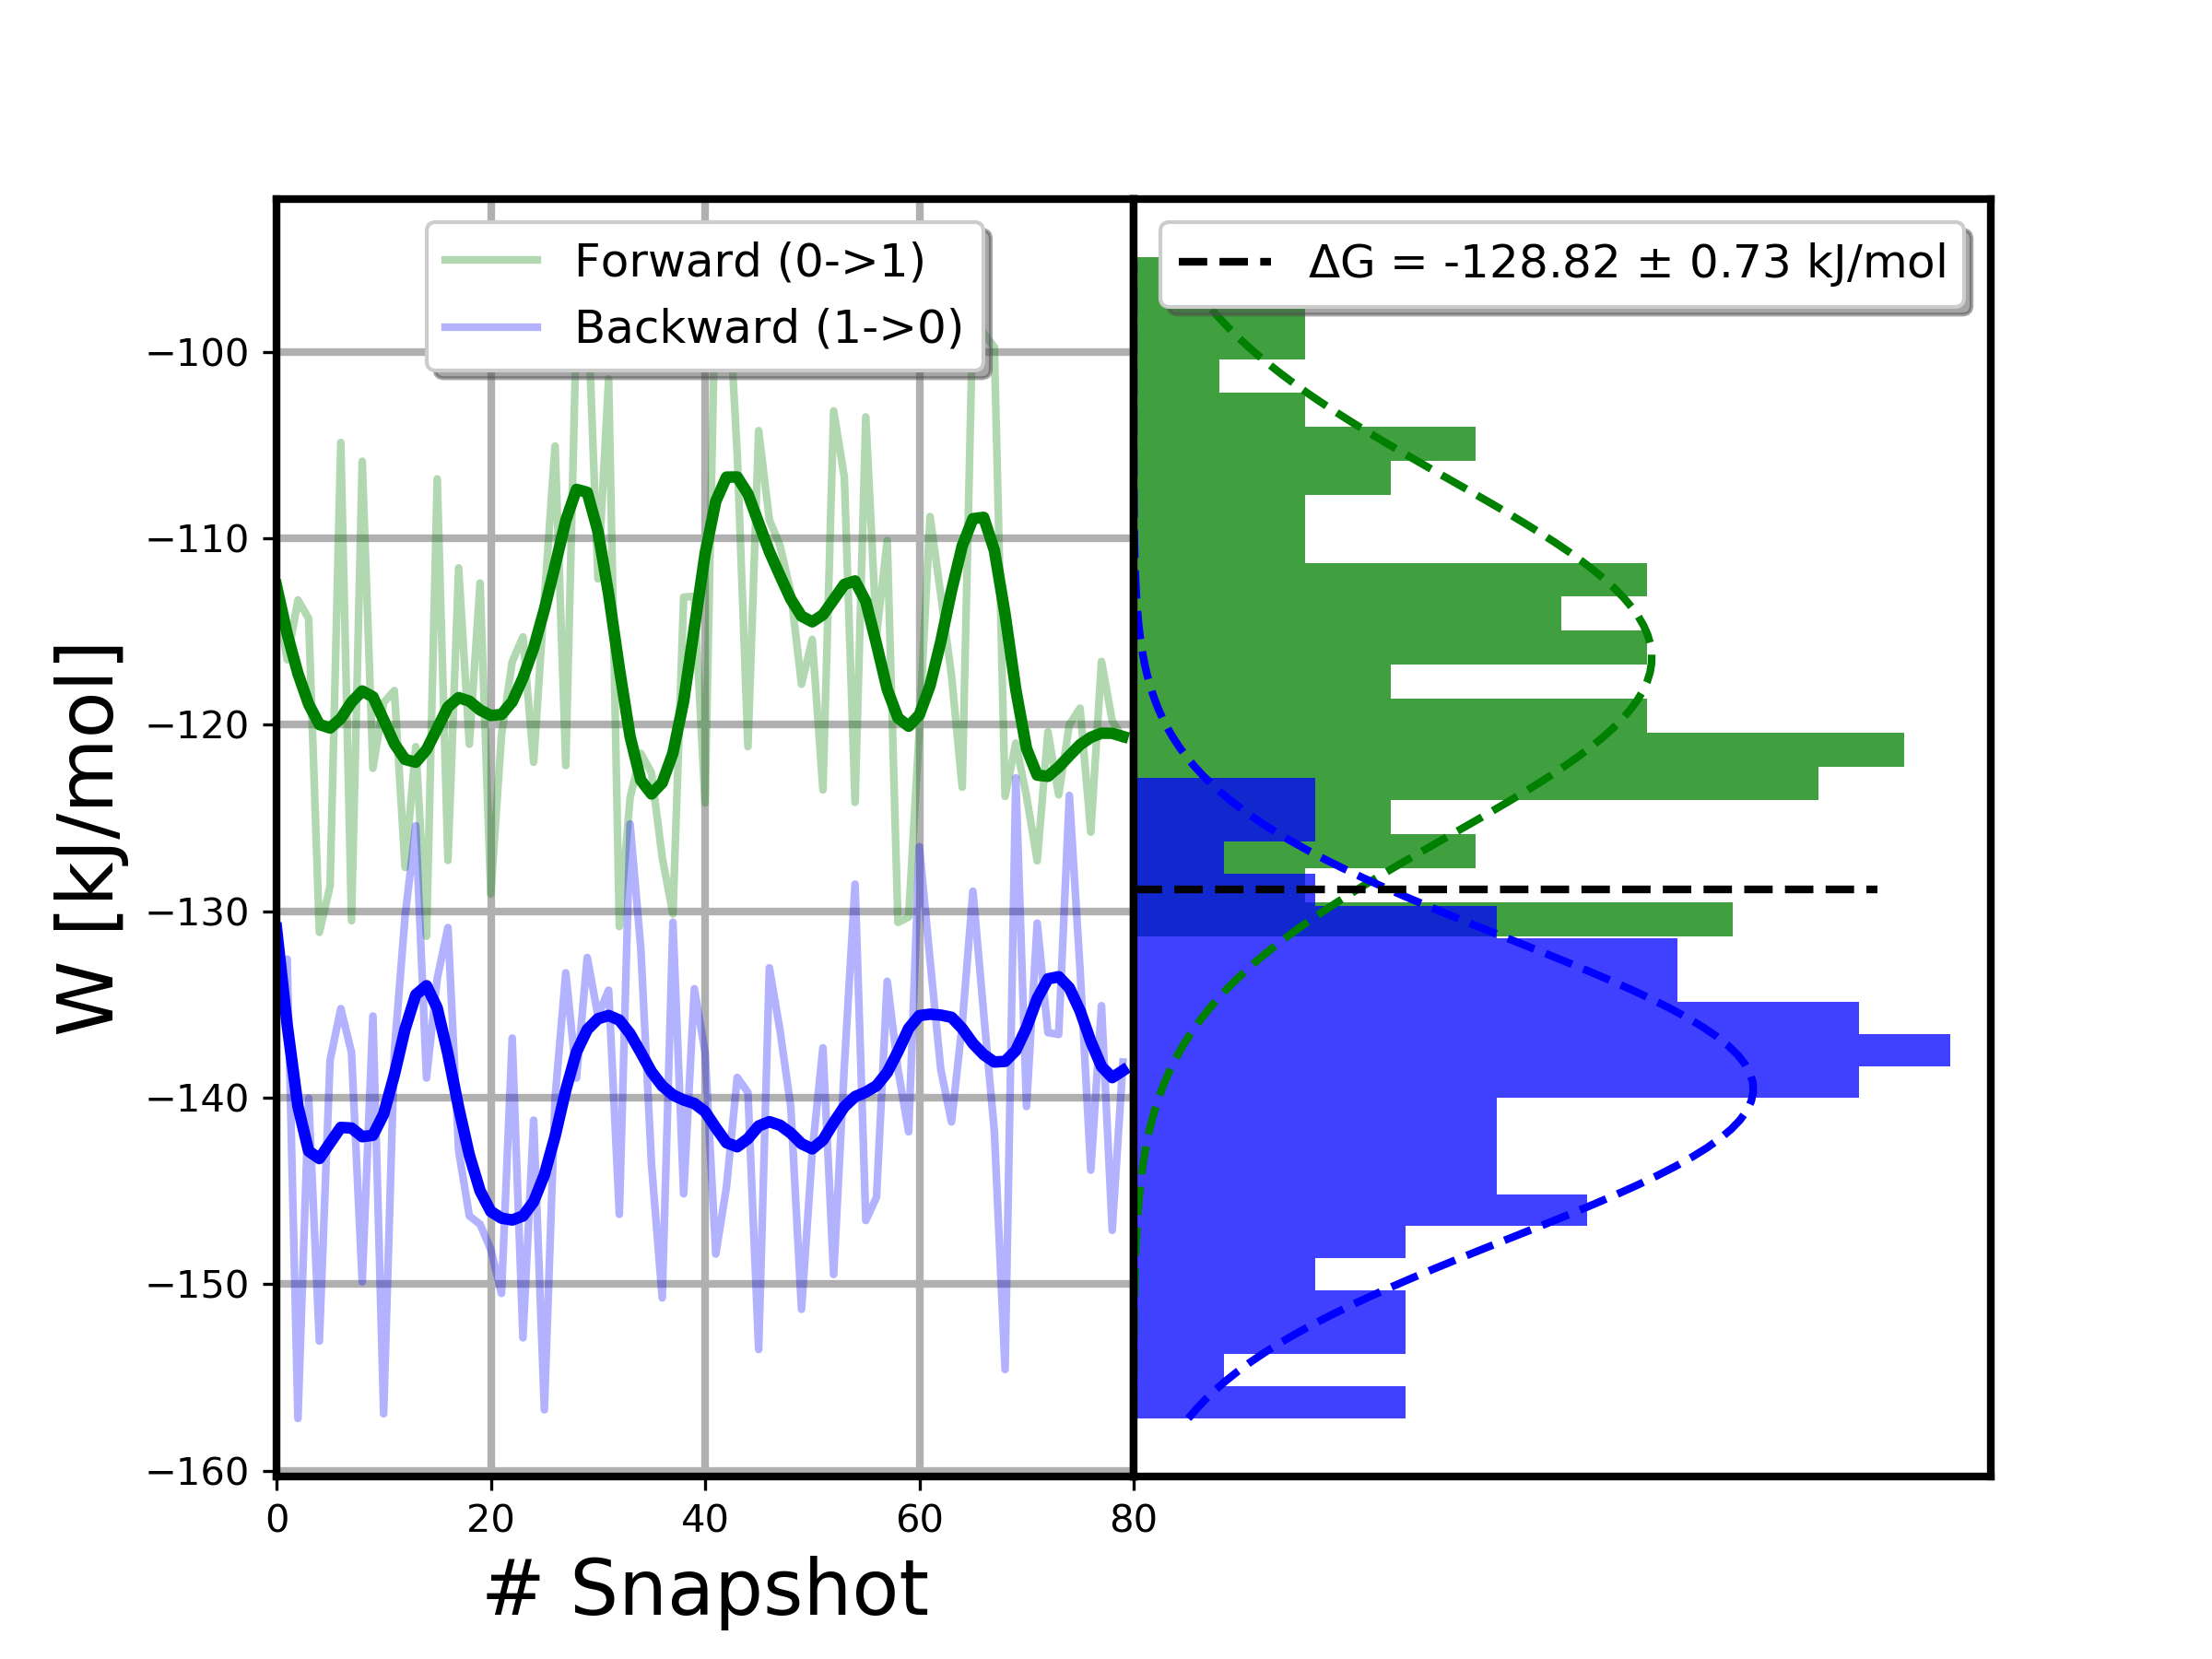 Forward (0->1)
Backward (1->0)
ΔG = -128.82 ± 0.73 kJ/mol
W [kJ/mol]
−100
−110
−120
−130
−140
−150
−160
0 20 40 60 80
# Snapshot